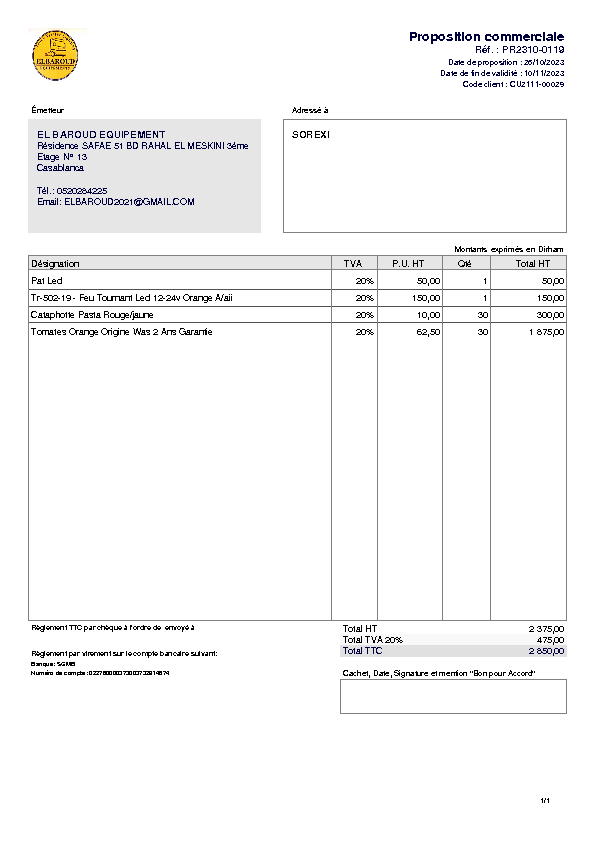 ELBAROUD
EQUIPEMENTS
Proposition commerciale
Réf. : PR2310-0119
Date de proposition : 26/10/2023
Date de fin de validité : 10/11/2023
Code client : CU2111-00029
Émetteur
Adressé à
EL BAROUD EQUIPEMENT
Résidence SAFAE 51 BD RAHAL EL MESKINI 3éme
Etage N° 13
Casablanca
Tél.: 0520284225
Email: ELBAROUD2021@GMAIL.COM
SOREXI
Montants exprimés en Dirham
Désignation TVA P.U. HT Qté Total HT
Pat Led 20% 50,00 1 50,00
Tr-502-19 - Feu Tournant Led 12-24v Orange A/aii 20% 150,00 1 150,00
Cataphotte Pasta Rouge/jaune 20% 10,00 30 300,00
Tomates Orange Origine Was 2 Ans Garantie 20% 62,50 30 1 875,00
Règlement TTC par chèque à l'ordre de envoyé à
Total HT 2 375,00
Total TVA 20% 475,00
Total TTC 2 850,00
Règlement par virement sur le compte bancaire suivant:
Banque: SGMB
Numéro de compte:
Cachet, Date, Signature et mention "Bon pour Accord"
1/1